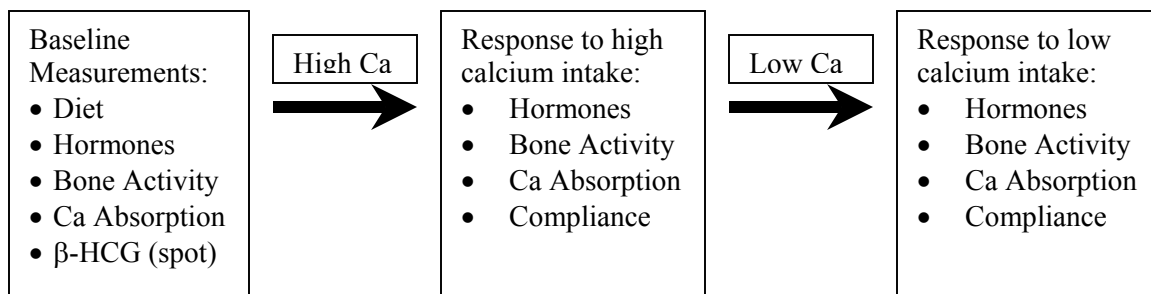 Baseline
Measurements:
• Diet
• Hormones
• Bone Activity
• Ca Absorption
• β-HCG (spot)
High Ca
Response to high
calcium intake:
• Hormones
• Bone Activity
• Ca Absorption
• Compliance
Low Ca
Response to low
calcium intake:
• Hormones
• Bone Activity
• Ca Absorption
• Compliance